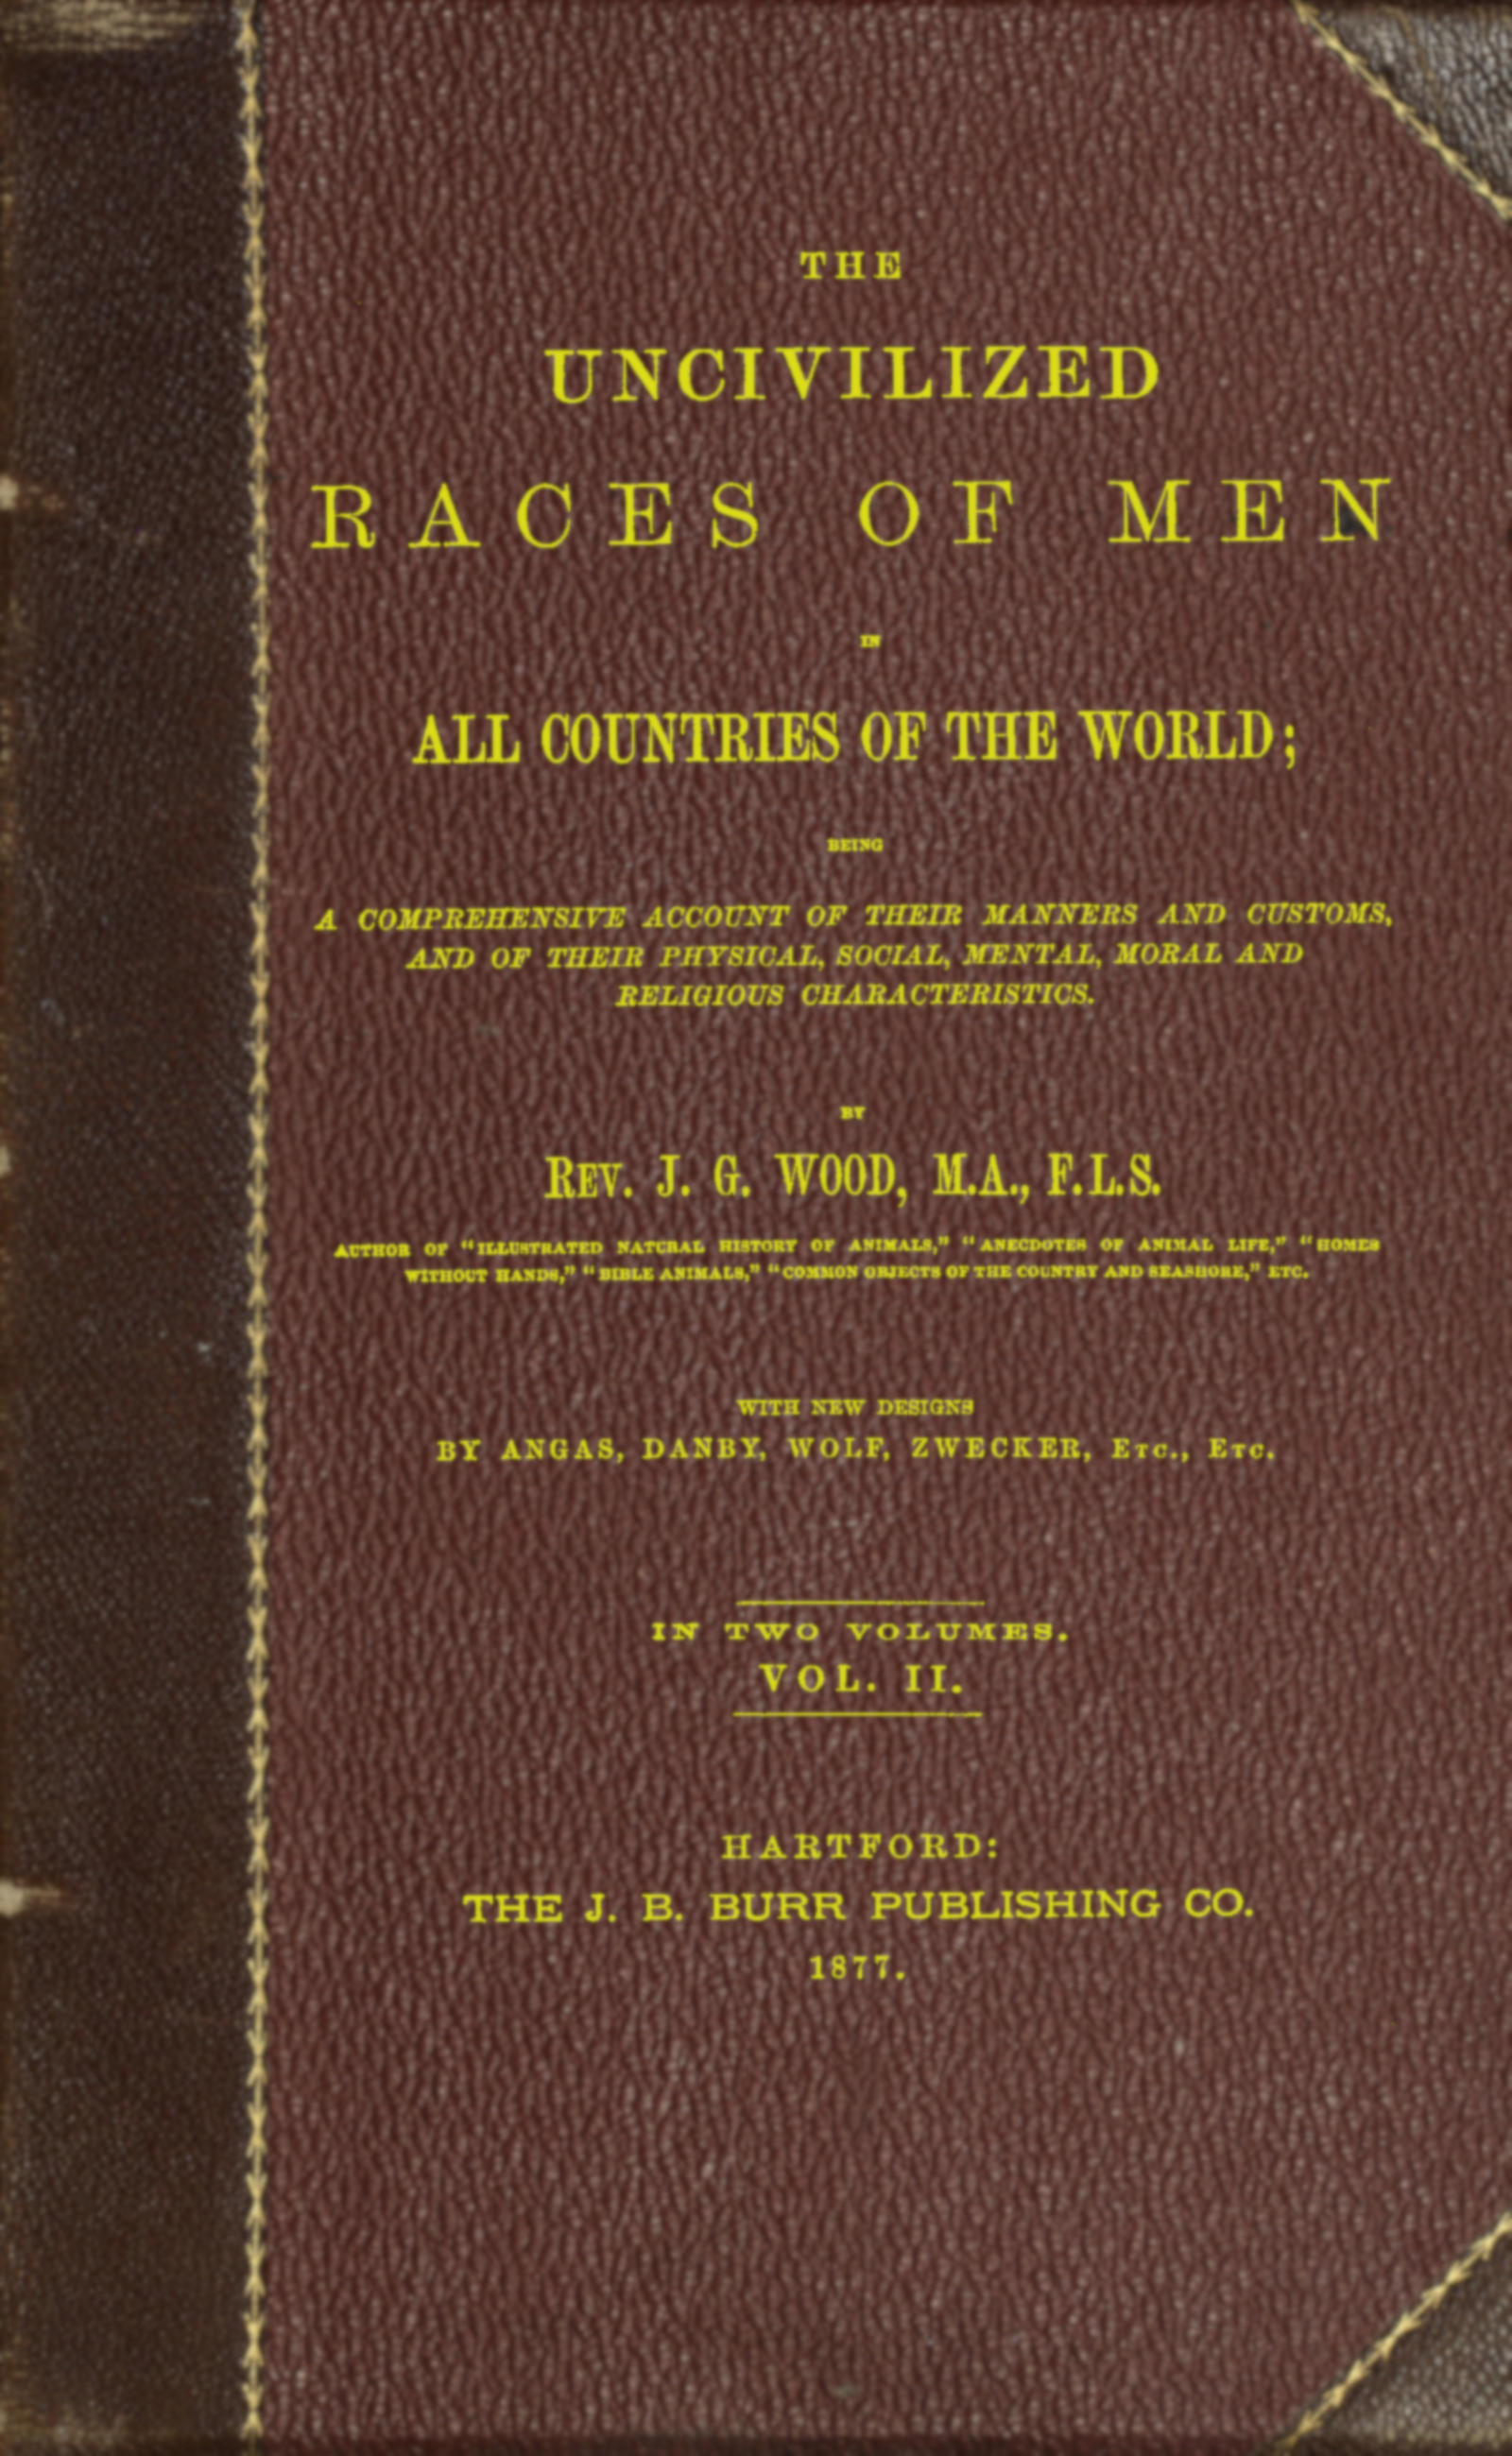 THE
UNCIVILIZED
RACES OF MEN
IN
ALL COUNTRIES OF THE WORLD;
BEING
A COMPREHENSIVE ACCOUNT OF THEIR MANNERS AND CUSTOMS,
AND OF THEIR PHYSICAL, SOCIAL, MENTAL, MORAL AND
RELIGIOUS CHARACTERISTICS.
BY
REV. J. G. WOOD, M.A., F.L.S.
AUTHOR OF "ILLUSTRATED NATURAL HISTORY OF ANIMALS," "ANECDOTES OF ANIMAL LIFE," "HOMES
WITHOUT HANDS," "BIBLE ANIMALS," "COMMON OBJECTS OF THE COUNTRY AND SEASHORE," ETC.
WITH NEW DESIGNS
BY ANGAS, DANBY, WOLF, ZWECKER, ETC., ETC.
IN TWO VOLUMES.
VOL. II.
HARTFORD:
THE J. B. BURR PUBLISHING CO.
1877.